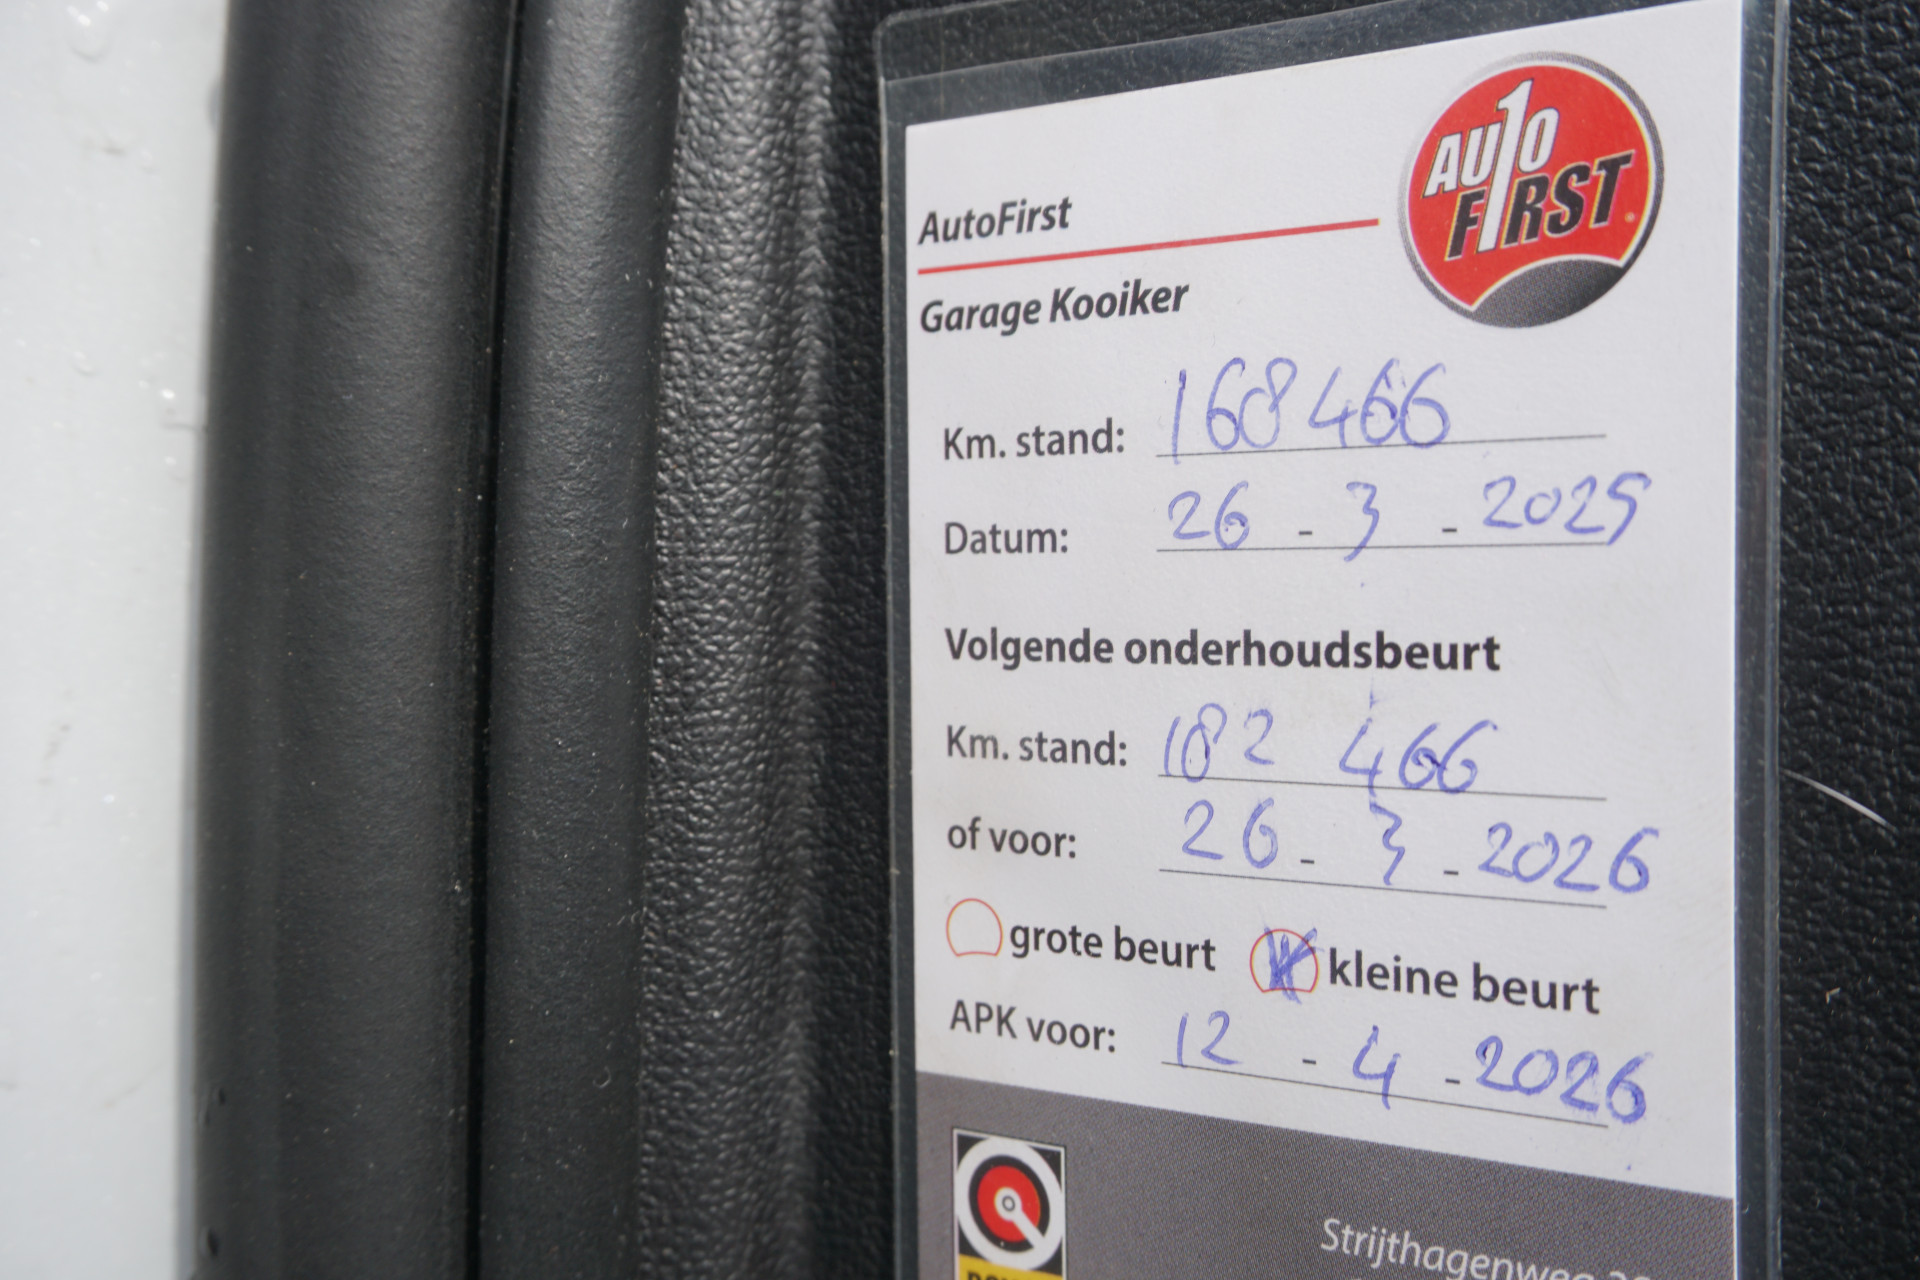 AUTO
FIRST
AutoFirst
Garage Kooiker
Km. stand: 168466
Datum: 26 - 3 - 2025
Volgende onderhoudsbeurt
Km. stand: 182 466
of voor: 26 - 3 - 2026
grote beurt kleine beurt
APK voor: 12 - 4 - 2026
Strijthagenweg